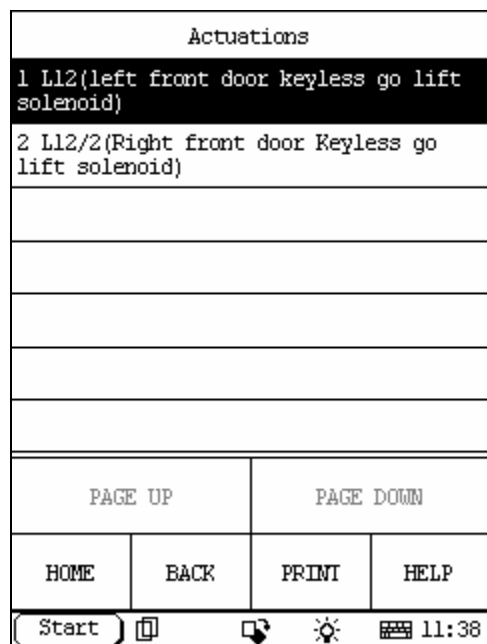 Actuations
1 L12(left front door keyless go lift
solenoid)
2 L12/2(Right front door Keyless go
lift solenoid)
PAGE UP PAGE DOWN
HOME BACK PRINT HELP
Start 11:38